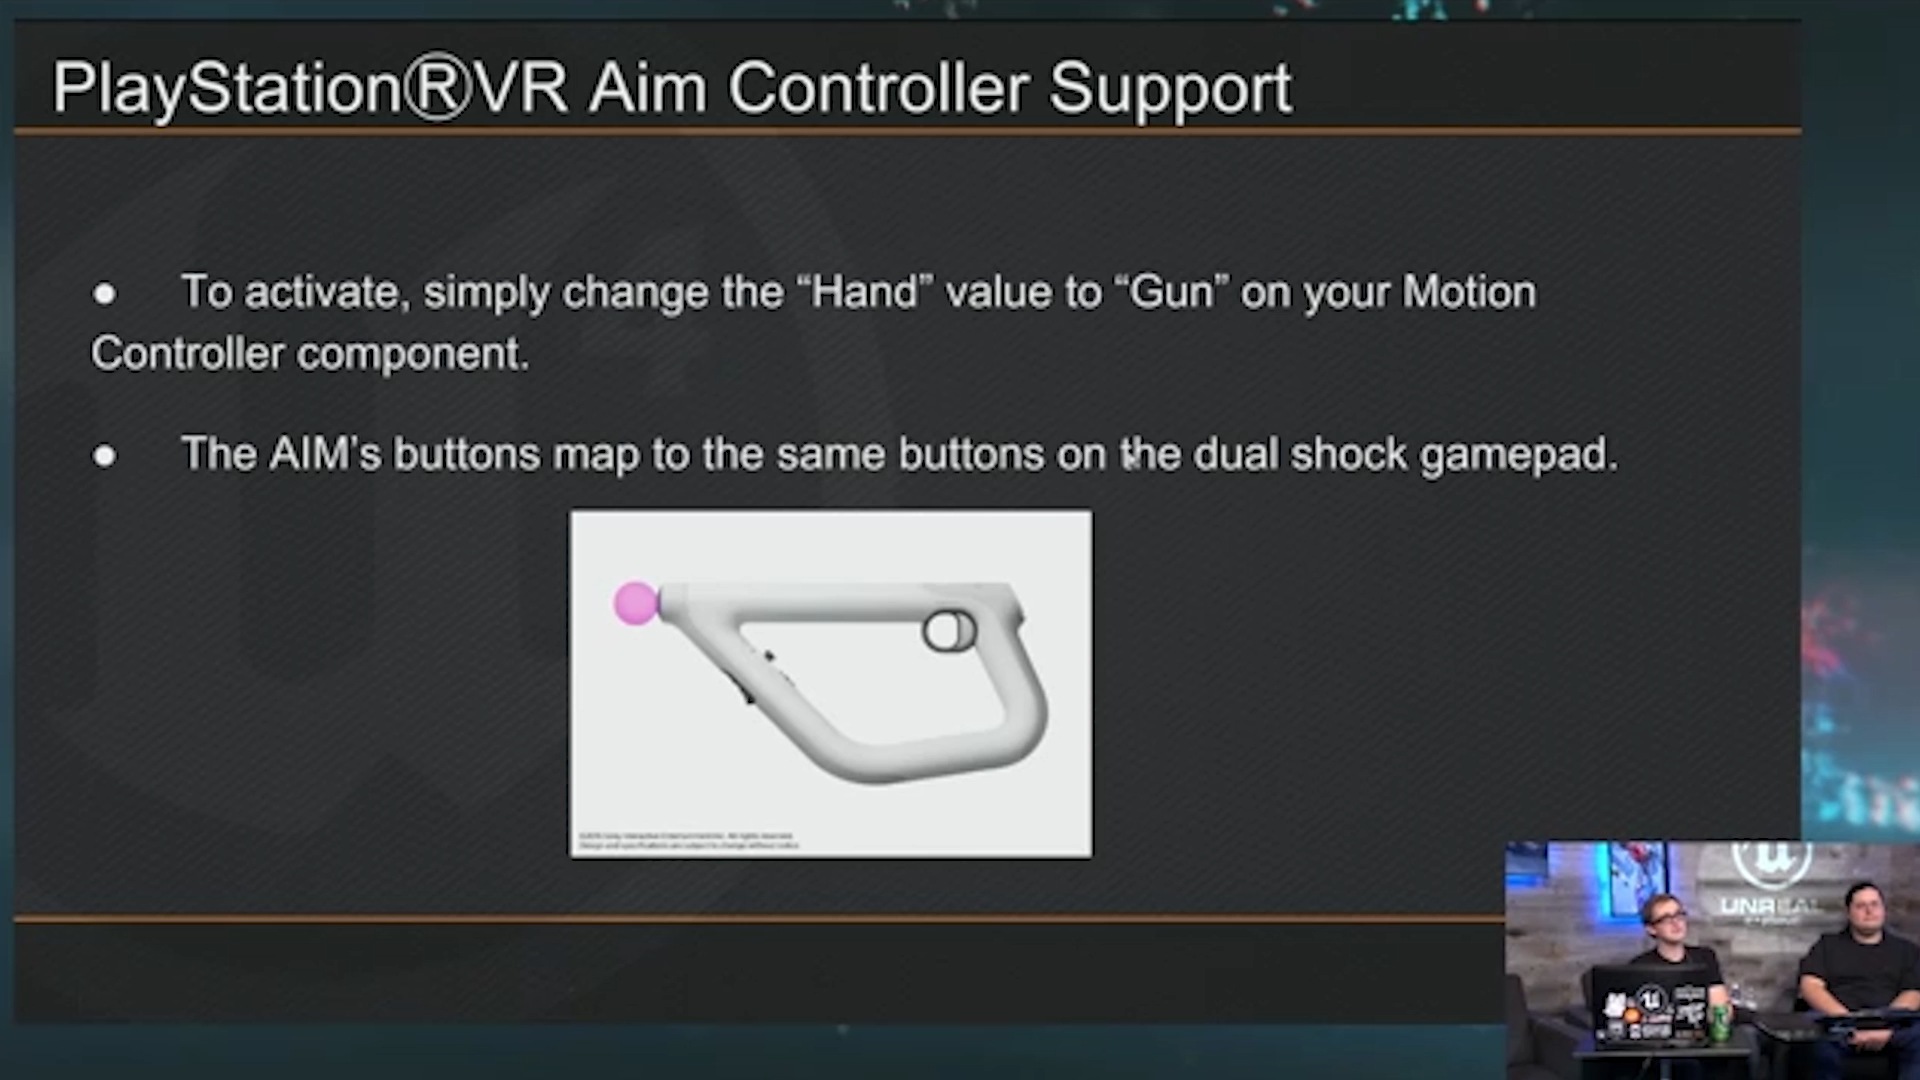 PlayStation®VR Aim Controller Support
● To activate, simply change the “Hand” value to “Gun” on your Motion
Controller component.
● The AIM’s buttons map to the same buttons on the dual shock gamepad.
UNREAL